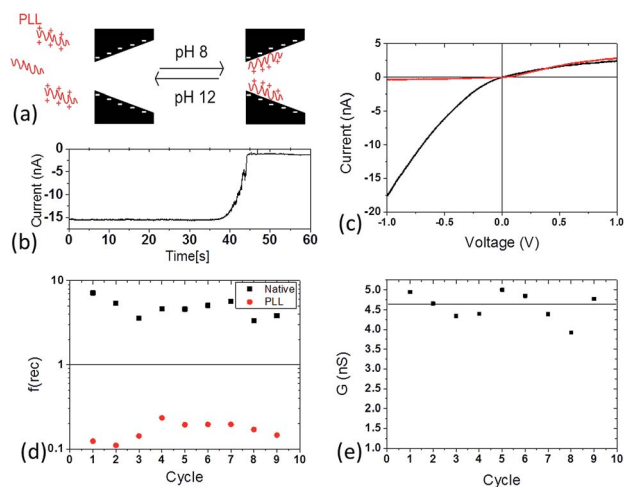 PLL
pH 8
pH 12
(a)
0
-5
-10
-15
Current (nA)
0 10 20 30 40 50 60
Time[s]
(b)
5
0
-5
-10
-15
-20
Current (nA)
-1.0 -0.5 0.0 0.5 1.0
Voltage (V)
(c)
10
1
0.1
f(rec)
Native
PLL
0 1 2 3 4 5 6 7 8 9 10
Cycle
(d)
5.0
4.5
4.0
3.5
3.0
2.5
2.0
1.5
1.0
G (nS)
0 1 2 3 4 5 6 7 8 9 10
Cycle
(e)